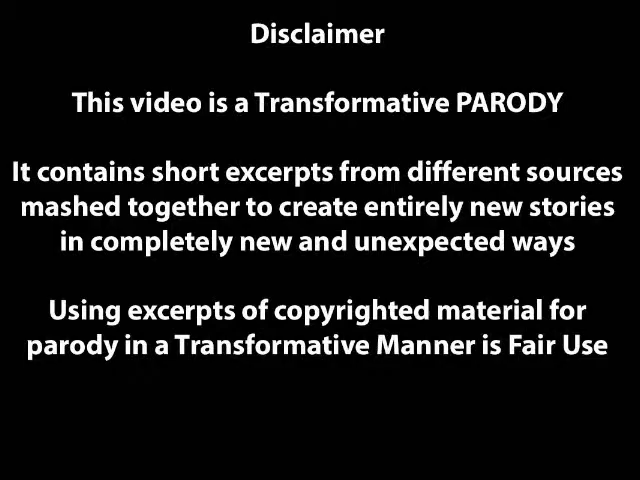 Disclaimer
This video is a Transformative PARODY
It contains short excerpts from different sources
mashed together to create entirely new stories
in completely new and unexpected ways
Using excerpts of copyrighted material for
parody in a Transformative Manner is Fair Use